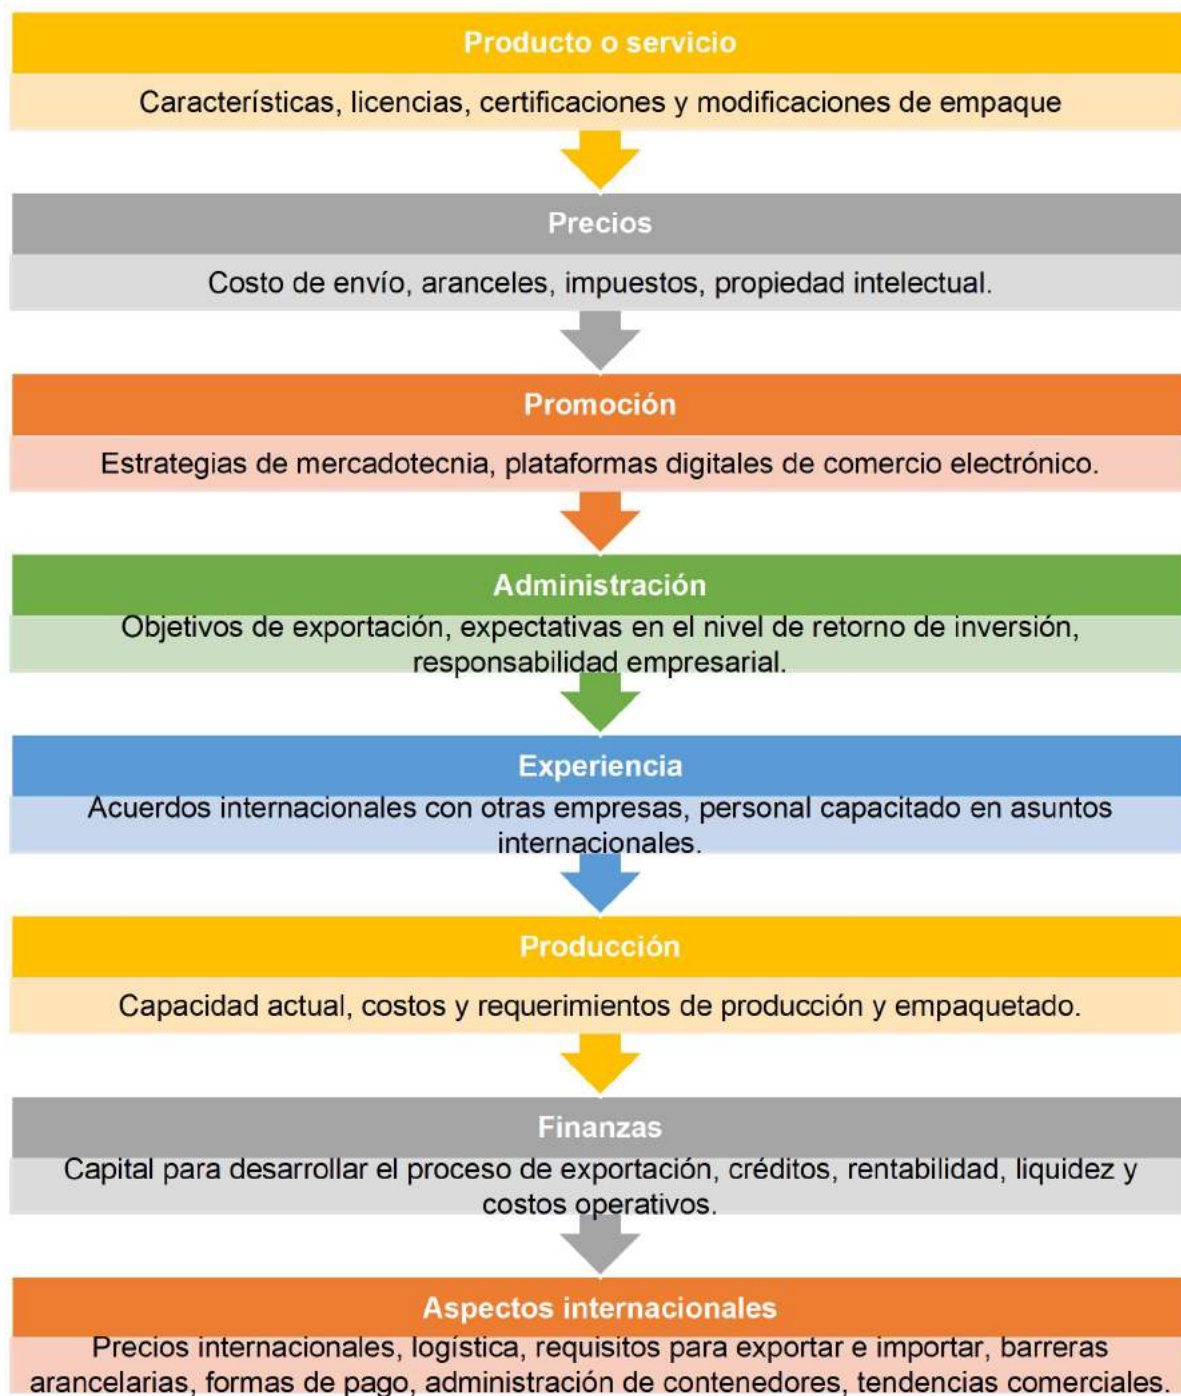 Producto o servicio
Características, licencias, certificaciones y modificaciones de empaque
Precios
Costo de envío, aranceles, impuestos, propiedad intelectual.
Promoción
Estrategias de mercadotecnia, plataformas digitales de comercio electrónico.
Administración
Objetivos de exportación, expectativas en el nivel de retorno de inversión,
responsabilidad empresarial.
Experiencia
Acuerdos internacionales con otras empresas, personal capacitado en asuntos
internacionales.
Producción
Capacidad actual, costos y requerimientos de producción y empaquetado.
Finanzas
Capital para desarrollar el proceso de exportación, créditos, rentabilidad, liquidez y
costos operativos.
Aspectos internacionales
Precios internacionales, logística, requisitos para exportar e importar, barreras
arancelarias, formas de pago, administración de contenedores, tendencias comerciales.